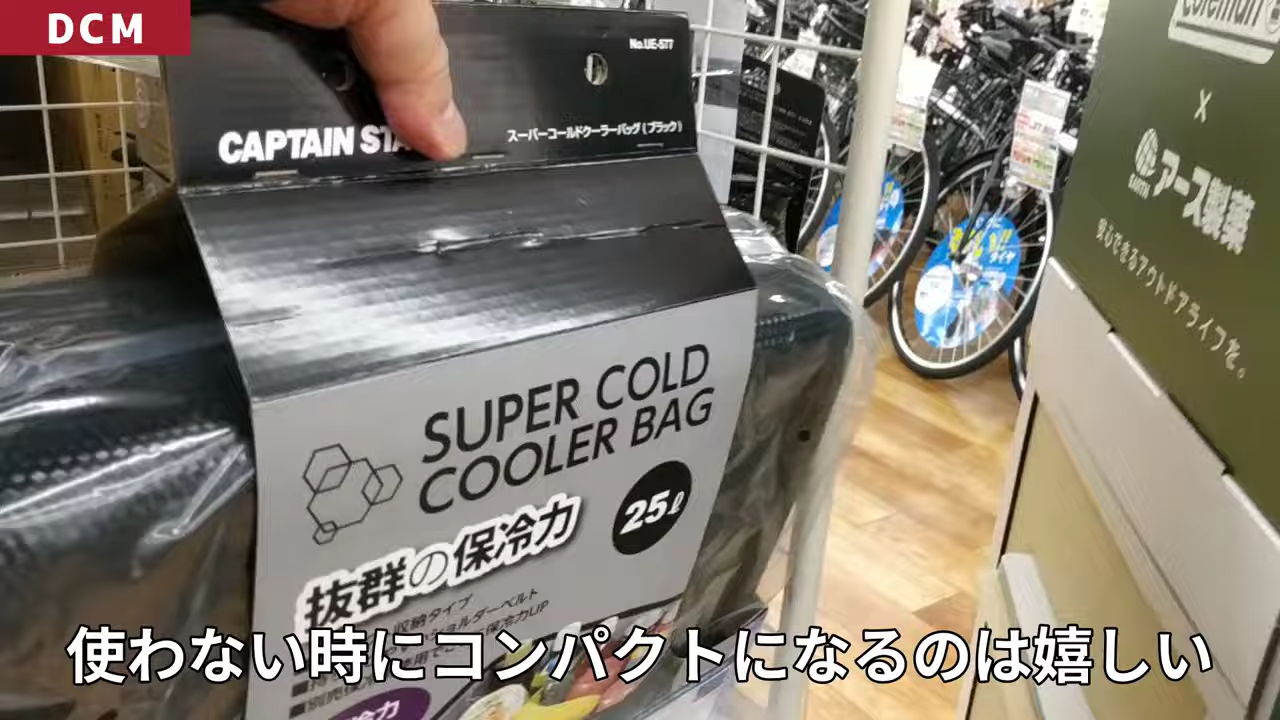 DCM
No.UE-577
CAPTAIN STA
スーパーコールドクーラーバッグ(ブラック)
SUPER COLD
COOLER BAG
25ℓ
抜群の保冷力
収納タイプ
ショルダーベルト
保冷力UP
冷力
Coleman
X
EARTH
アース製薬
安心できるアウトドアライフを。
タイヤ
使わない時にコンパクトになるのは嬉しい